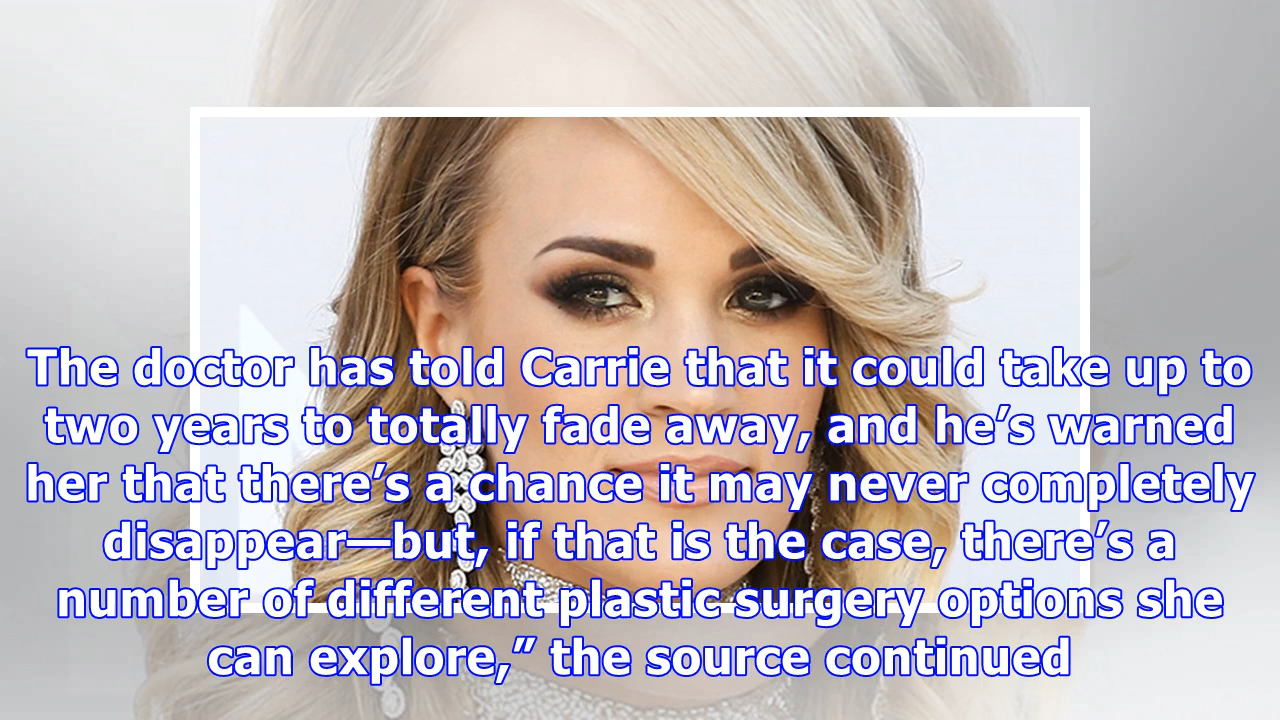 The doctor has told Carrie that it could take up to
two years to totally fade away, and he’s warned
her that there’s a chance it may never completely
disappear—but, if that is the case, there’s a
number of different plastic surgery options she
can explore,” the source continued